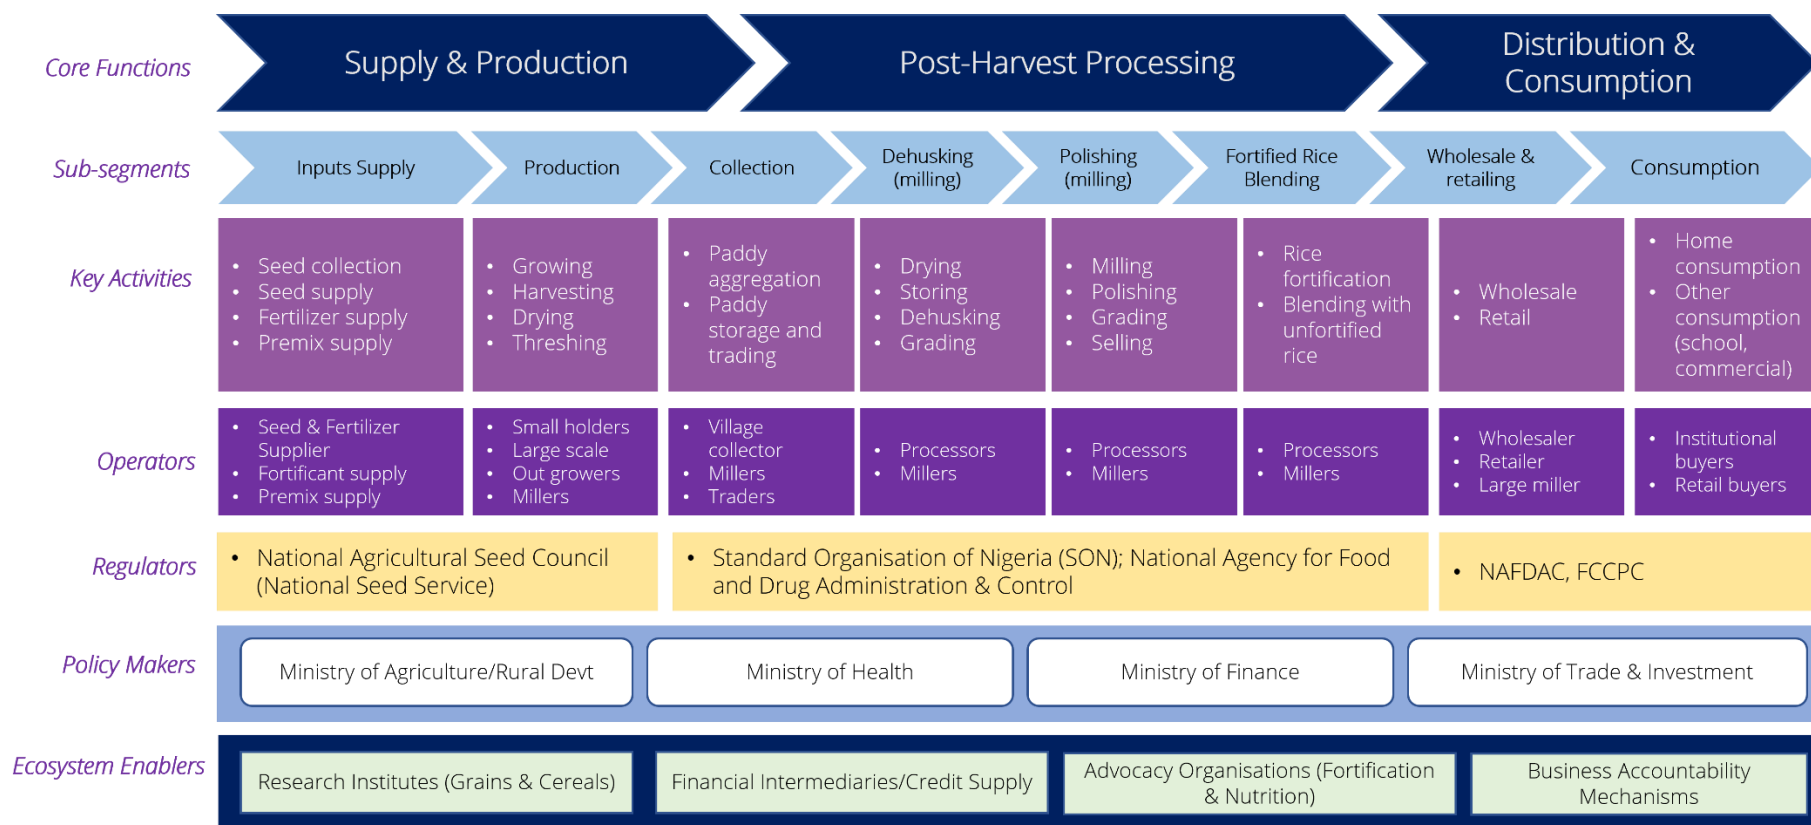 Core Functions
Supply & Production
Post-Harvest Processing
Distribution &
Consumption
Sub-segments
Inputs Supply
Production
Collection
Dehusking
(milling)
Polishing
(milling)
Fortified Rice
Blending
Wholesale &
retailing
Consumption
Key Activities
• Seed collection
• Seed supply
• Fertilizer supply
• Premix supply
• Growing
• Harvesting
• Drying
• Threshing
• Paddy
aggregation
• Paddy
storage and
trading
• Drying
• Storing
• Dehusking
• Grading
• Milling
• Polishing
• Grading
• Selling
• Rice
fortification
• Blending with
unfortified
rice
• Wholesale
• Retail
• Home
consumption
• Other
consumption
(school,
commercial)
Operators
• Seed & Fertilizer
Supplier
• Fortificant supply
• Premix supply
• Small holders
• Large scale
• Out growers
• Millers
• Village
collector
• Millers
• Traders
• Processors
• Millers
• Processors
• Millers
• Processors
• Millers
• Wholesaler
• Retailer
• Large miller
• Institutional
buyers
• Retail buyers
Regulators
• National Agricultural Seed Council
(National Seed Service)
• Standard Organisation of Nigeria (SON); National Agency for Food
and Drug Administration & Control
• NAFDAC, FCCPC
Policy Makers
Ministry of Agriculture/Rural Devt
Ministry of Health
Ministry of Finance
Ministry of Trade & Investment
Ecosystem Enablers
Research Institutes (Grains & Cereals)
Financial Intermediaries/Credit Supply
Advocacy Organisations (Fortification
& Nutrition)
Business Accountability
Mechanisms